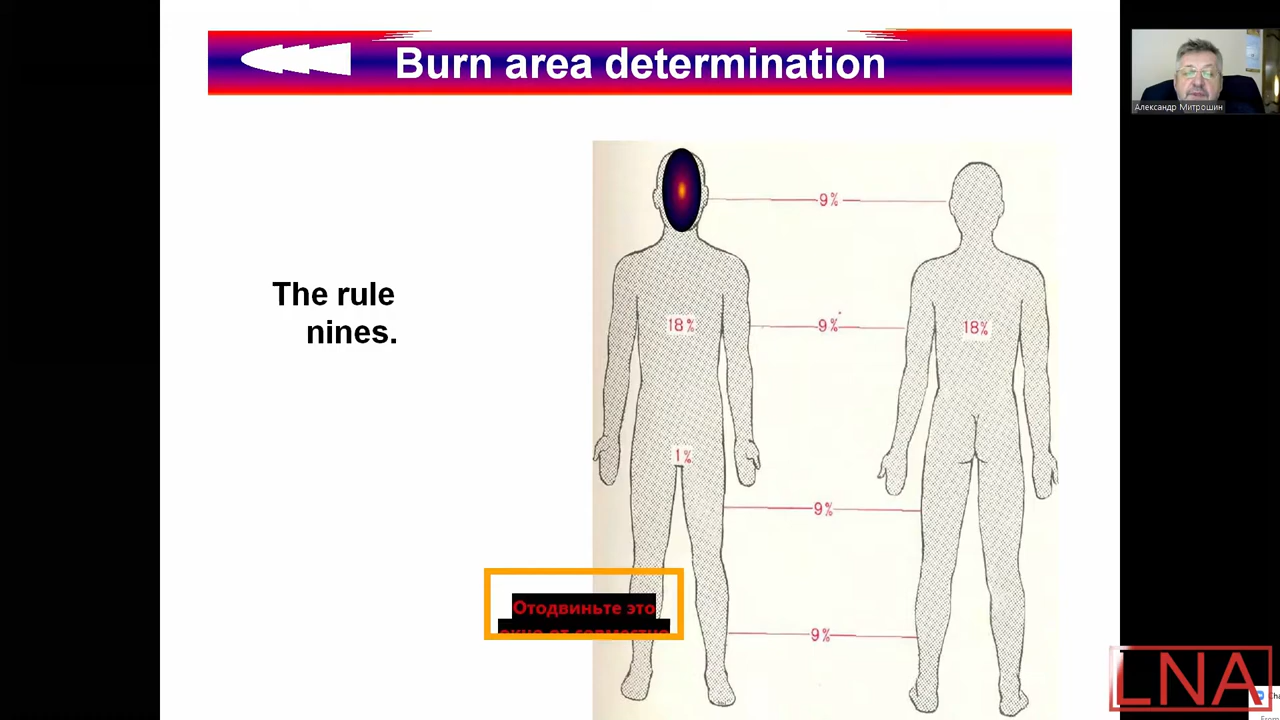 Burn area determination
Александр Митрошин
The rule
nines.
9%
18%
9%
18%
1%
9%
9%
Отодвиньте это
LNA